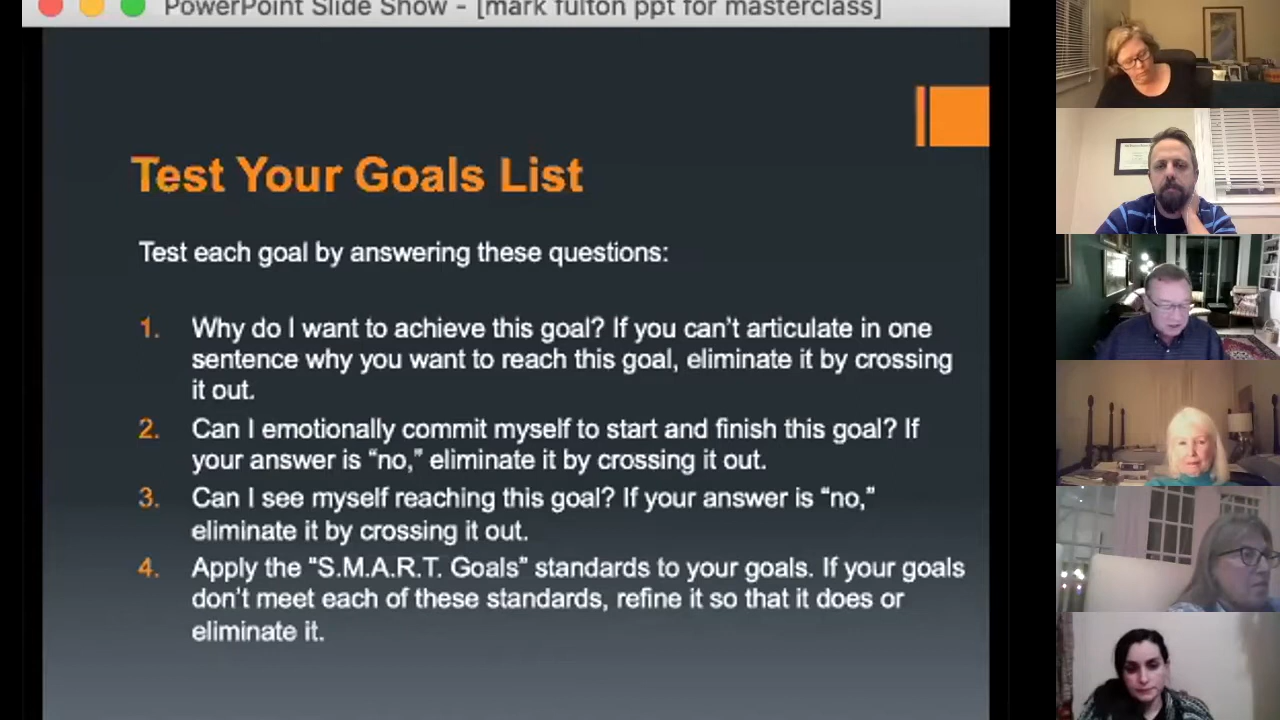 PowerPoint Slide Show - [mark fulton ppt for masterclass]
Test Your Goals List
Test each goal by answering these questions:
1. Why do I want to achieve this goal? If you can't articulate in one
sentence why you want to reach this goal, eliminate it by crossing
it out.
2. Can I emotionally commit myself to start and finish this goal? If
your answer is “no,” eliminate it by crossing it out.
3. Can I see myself reaching this goal? If your answer is “no,”
eliminate it by crossing it out.
4. Apply the “S.M.A.R.T. Goals” standards to your goals. If your goals
don't meet each of these standards, refine it so that it does or
eliminate it.